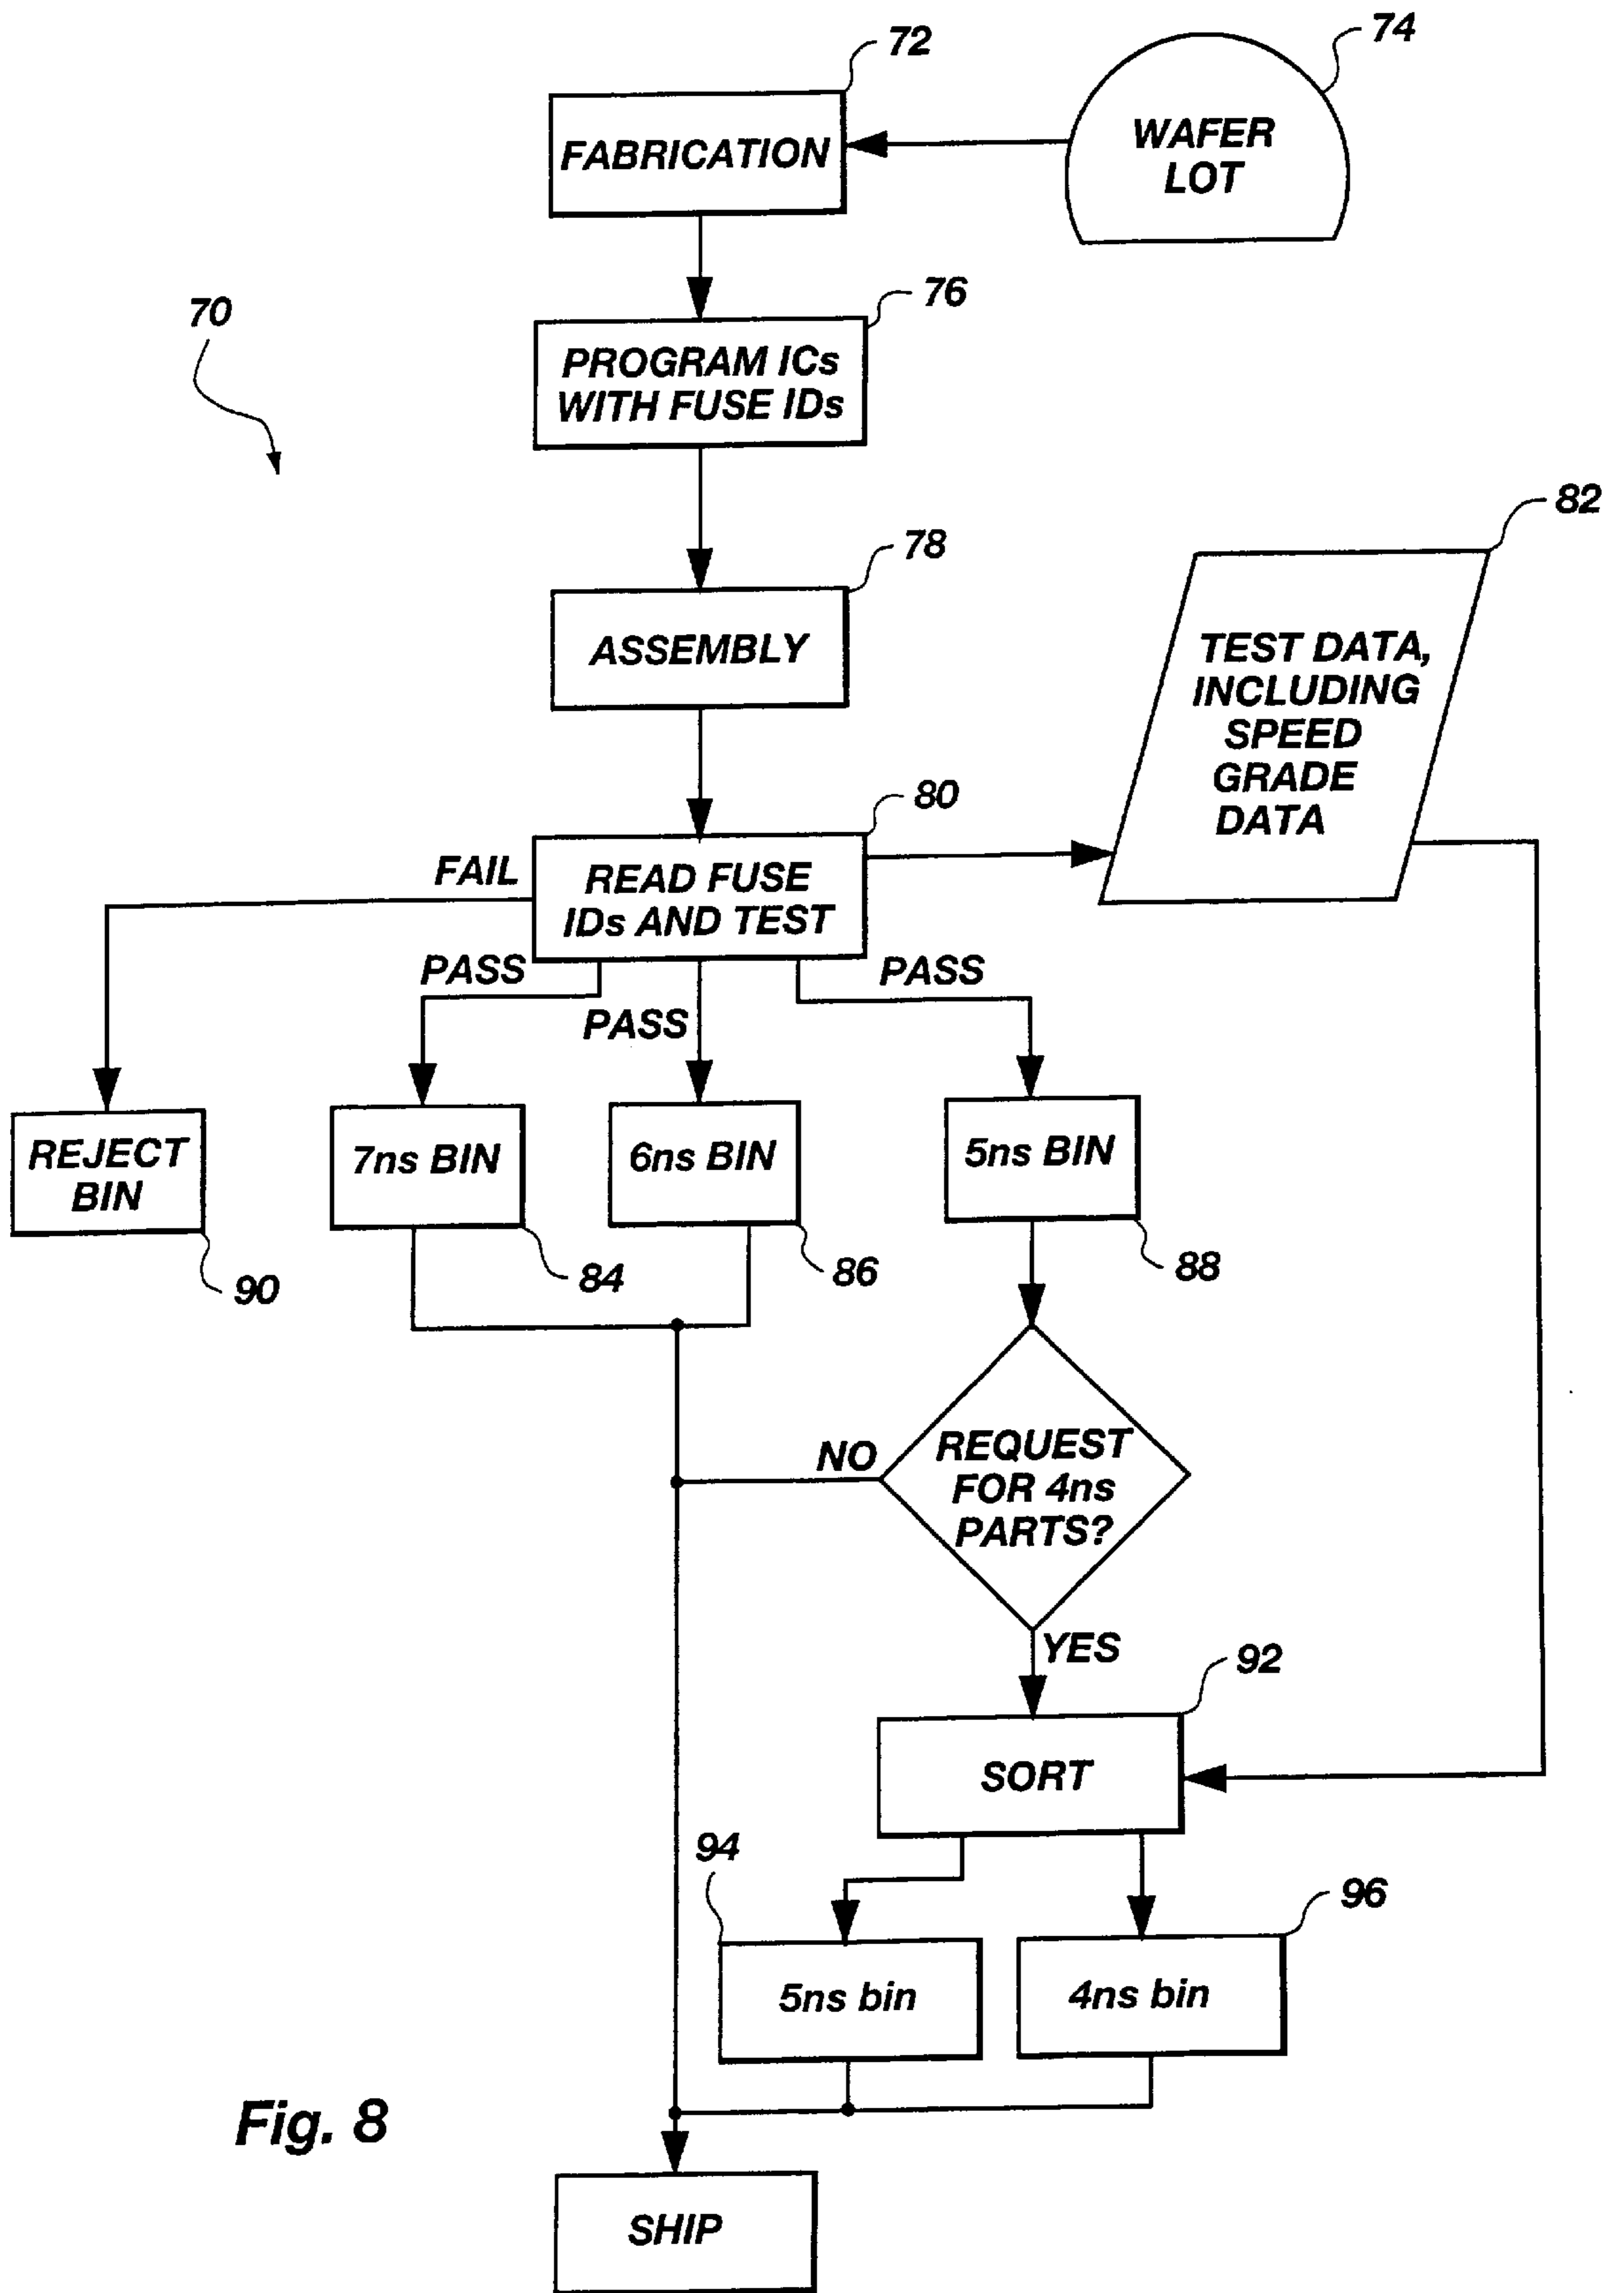 72
74
FABRICATION
WAFER
LOT
70
76
PROGRAM ICs
WITH FUSE IDs
78
ASSEMBLY
82
TEST DATA,
INCLUDING
SPEED
GRADE
DATA
80
FAIL
READ FUSE
IDs AND TEST
PASS
PASS
PASS
REJECT
BIN
7ns BIN
6ns BIN
5ns BIN
90
84
86
88
NO
REQUEST
FOR 4ns
PARTS?
YES
92
SORT
94
96
5ns bin
4ns bin
Fig. 8
SHIP